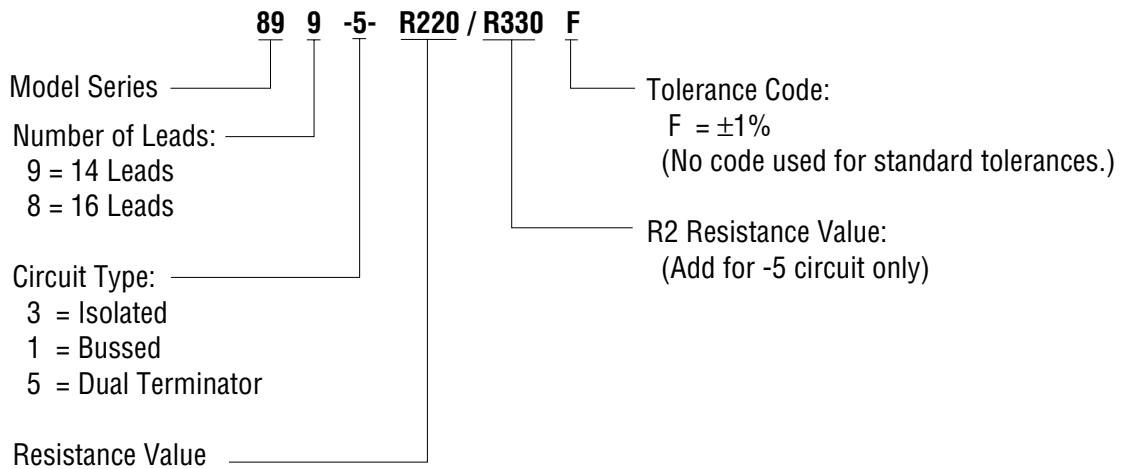 89 9 -5- R220 / R330 F
Model Series
Number of Leads:
9 = 14 Leads
8 = 16 Leads
Circuit Type:
3 = Isolated
1 = Bussed
5 = Dual Terminator
Resistance Value
Tolerance Code:
F = ±1%
(No code used for standard tolerances.)
R2 Resistance Value:
(Add for -5 circuit only)